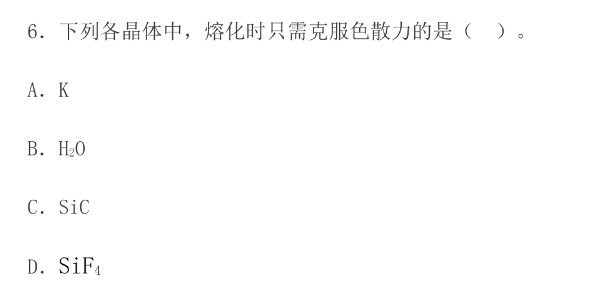 6. 下列各晶体中，熔化时只需克服色散力的是（　）。
A. K
B. H₂O
C. SiC
D. SiF₄